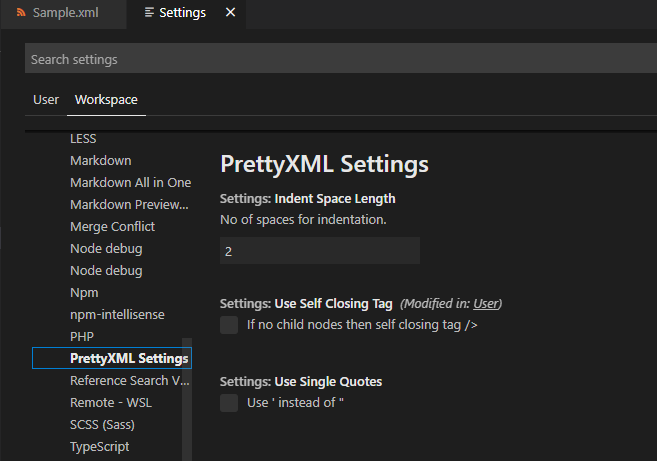 Sample.xml Settings ×
Search settings
User Workspace
LESS
Markdown
Markdown All in One
Markdown Preview...
Merge Conflict
Node debug
Node debug
Npm
npm-intellisense
PHP
PrettyXML Settings
Reference Search V...
Remote - WSL
SCSS (Sass)
TypeScript
PrettyXML Settings
Settings: Indent Space Length
No of spaces for indentation.
2
Settings: Use Self Closing Tag (Modified in: User)
If no child nodes then self closing tag />
Settings: Use Single Quotes
Use ' instead of "